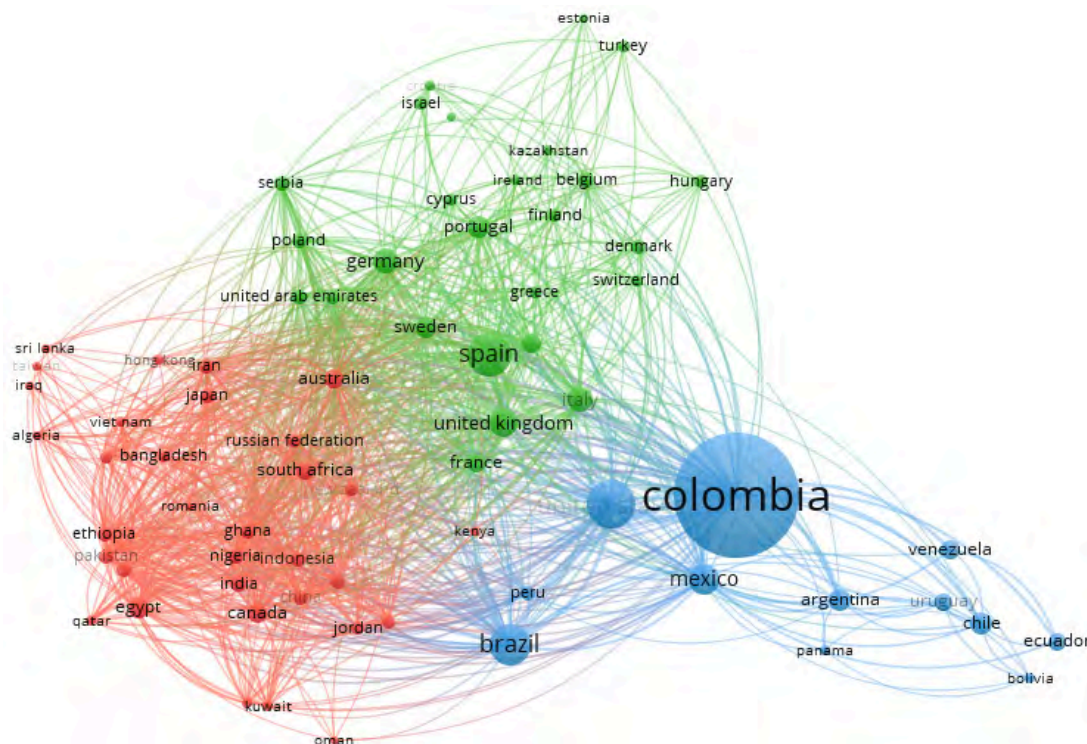 estonia
turkey
croatia
israel
kazakhstan
serbia
ireland
belgium
hungary
cyprus
finland
portugal
poland
denmark
germany
switzerland
united arab emirates
greece
sweden
sri lanka
spain
hong kong
taiwan
iran
australia
iraq
japan
italy
viet nam
united kingdom
algeria
russian federation
bangladesh
france
south africa
colombia
romania
ethiopia
ghana
kenya
venezuela
pakistan
nigeria
indonesia
mexico
india
peru
china
argentina
uruguay
egypt
canada
qatar
jordan
chile
brazil
ecuador
panama
bolivia
kuwait
oman